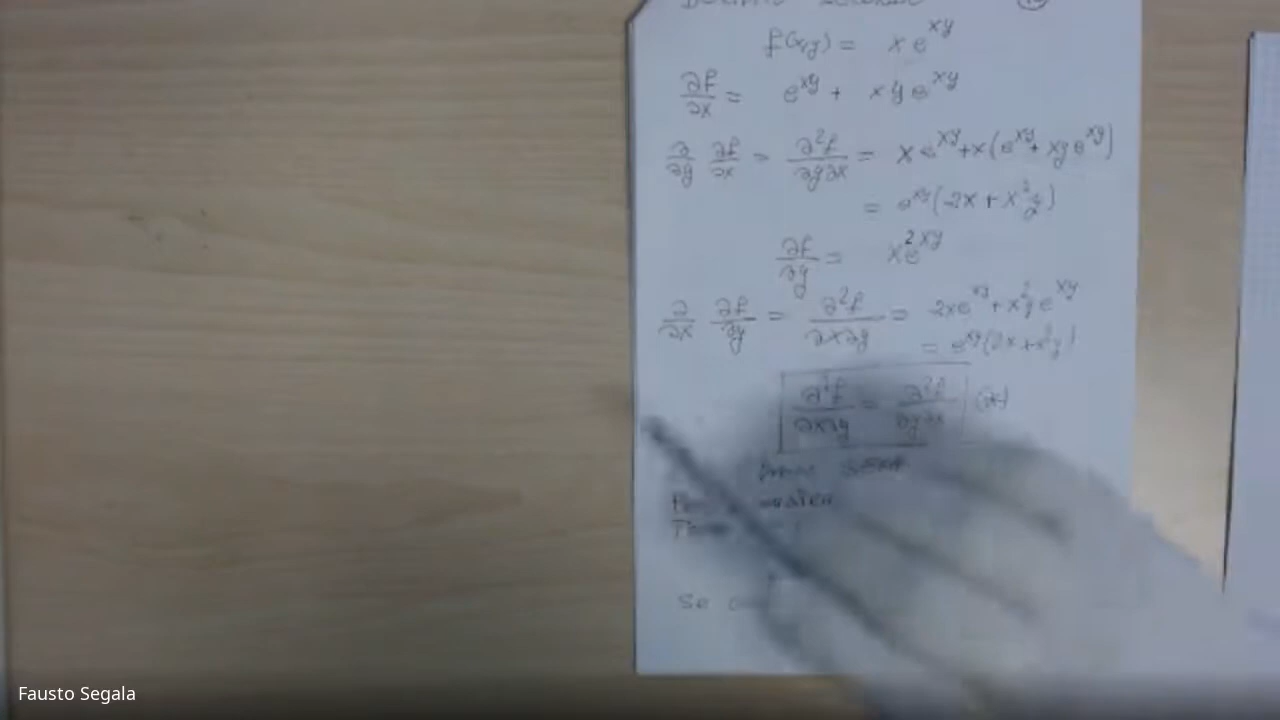 f(x,y) = x e^{xy}
∂f/∂x = e^{xy} + xy e^{xy}
∂/∂y ∂f/∂x = ∂²f/∂y∂x = x e^{xy} + x(e^{xy} + xy e^{xy})
= e^{xy}(2x + x²y)
∂f/∂y = x² e^{xy}
∂/∂x ∂f/∂y = ∂²f/∂x∂y = 2x e^{xy} + x²y e^{xy}
= e^{xy}(2x + x²y)
∂²f/∂x∂y = ∂²f/∂y∂x (*)
Se
Fausto Segala